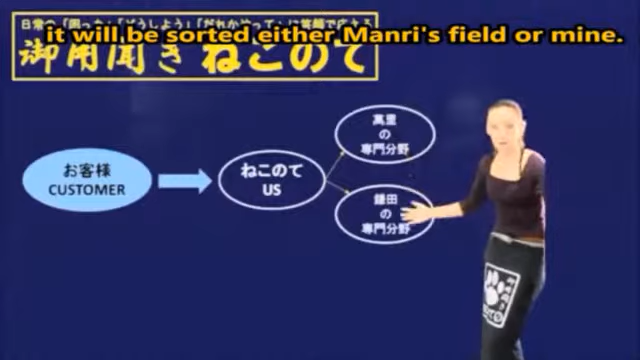 日常の「困った」「どうしよう」「だれかやって」に笑顔で応える
it will be sorted either Manri's field or mine.
御用聞き ねこのて
お客様
CUSTOMER
ねこのて
US
萬里
の
専門分野
鎌田
の
専門分野